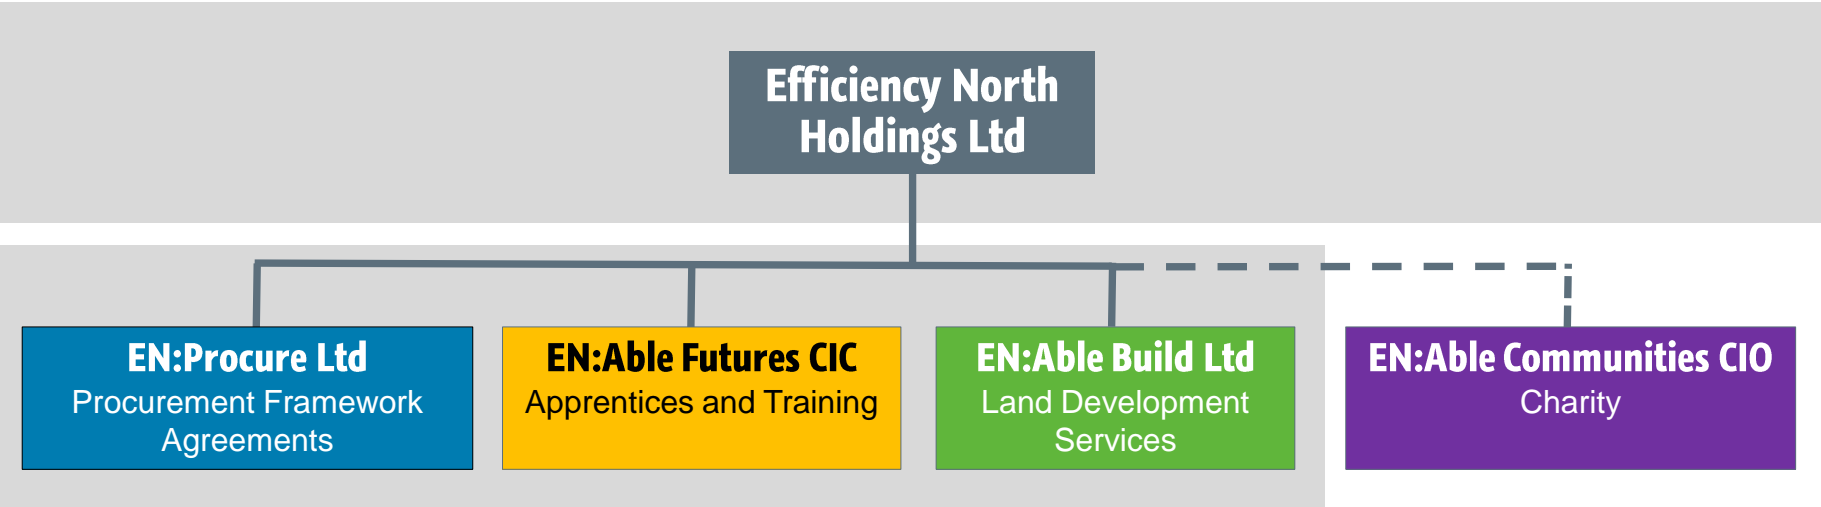 Efficiency North
Holdings Ltd
EN:Procure Ltd
Procurement Framework
Agreements
EN:Able Futures CIC
Apprentices and Training
EN:Able Build Ltd
Land Development
Services
EN:Able Communities CIO
Charity